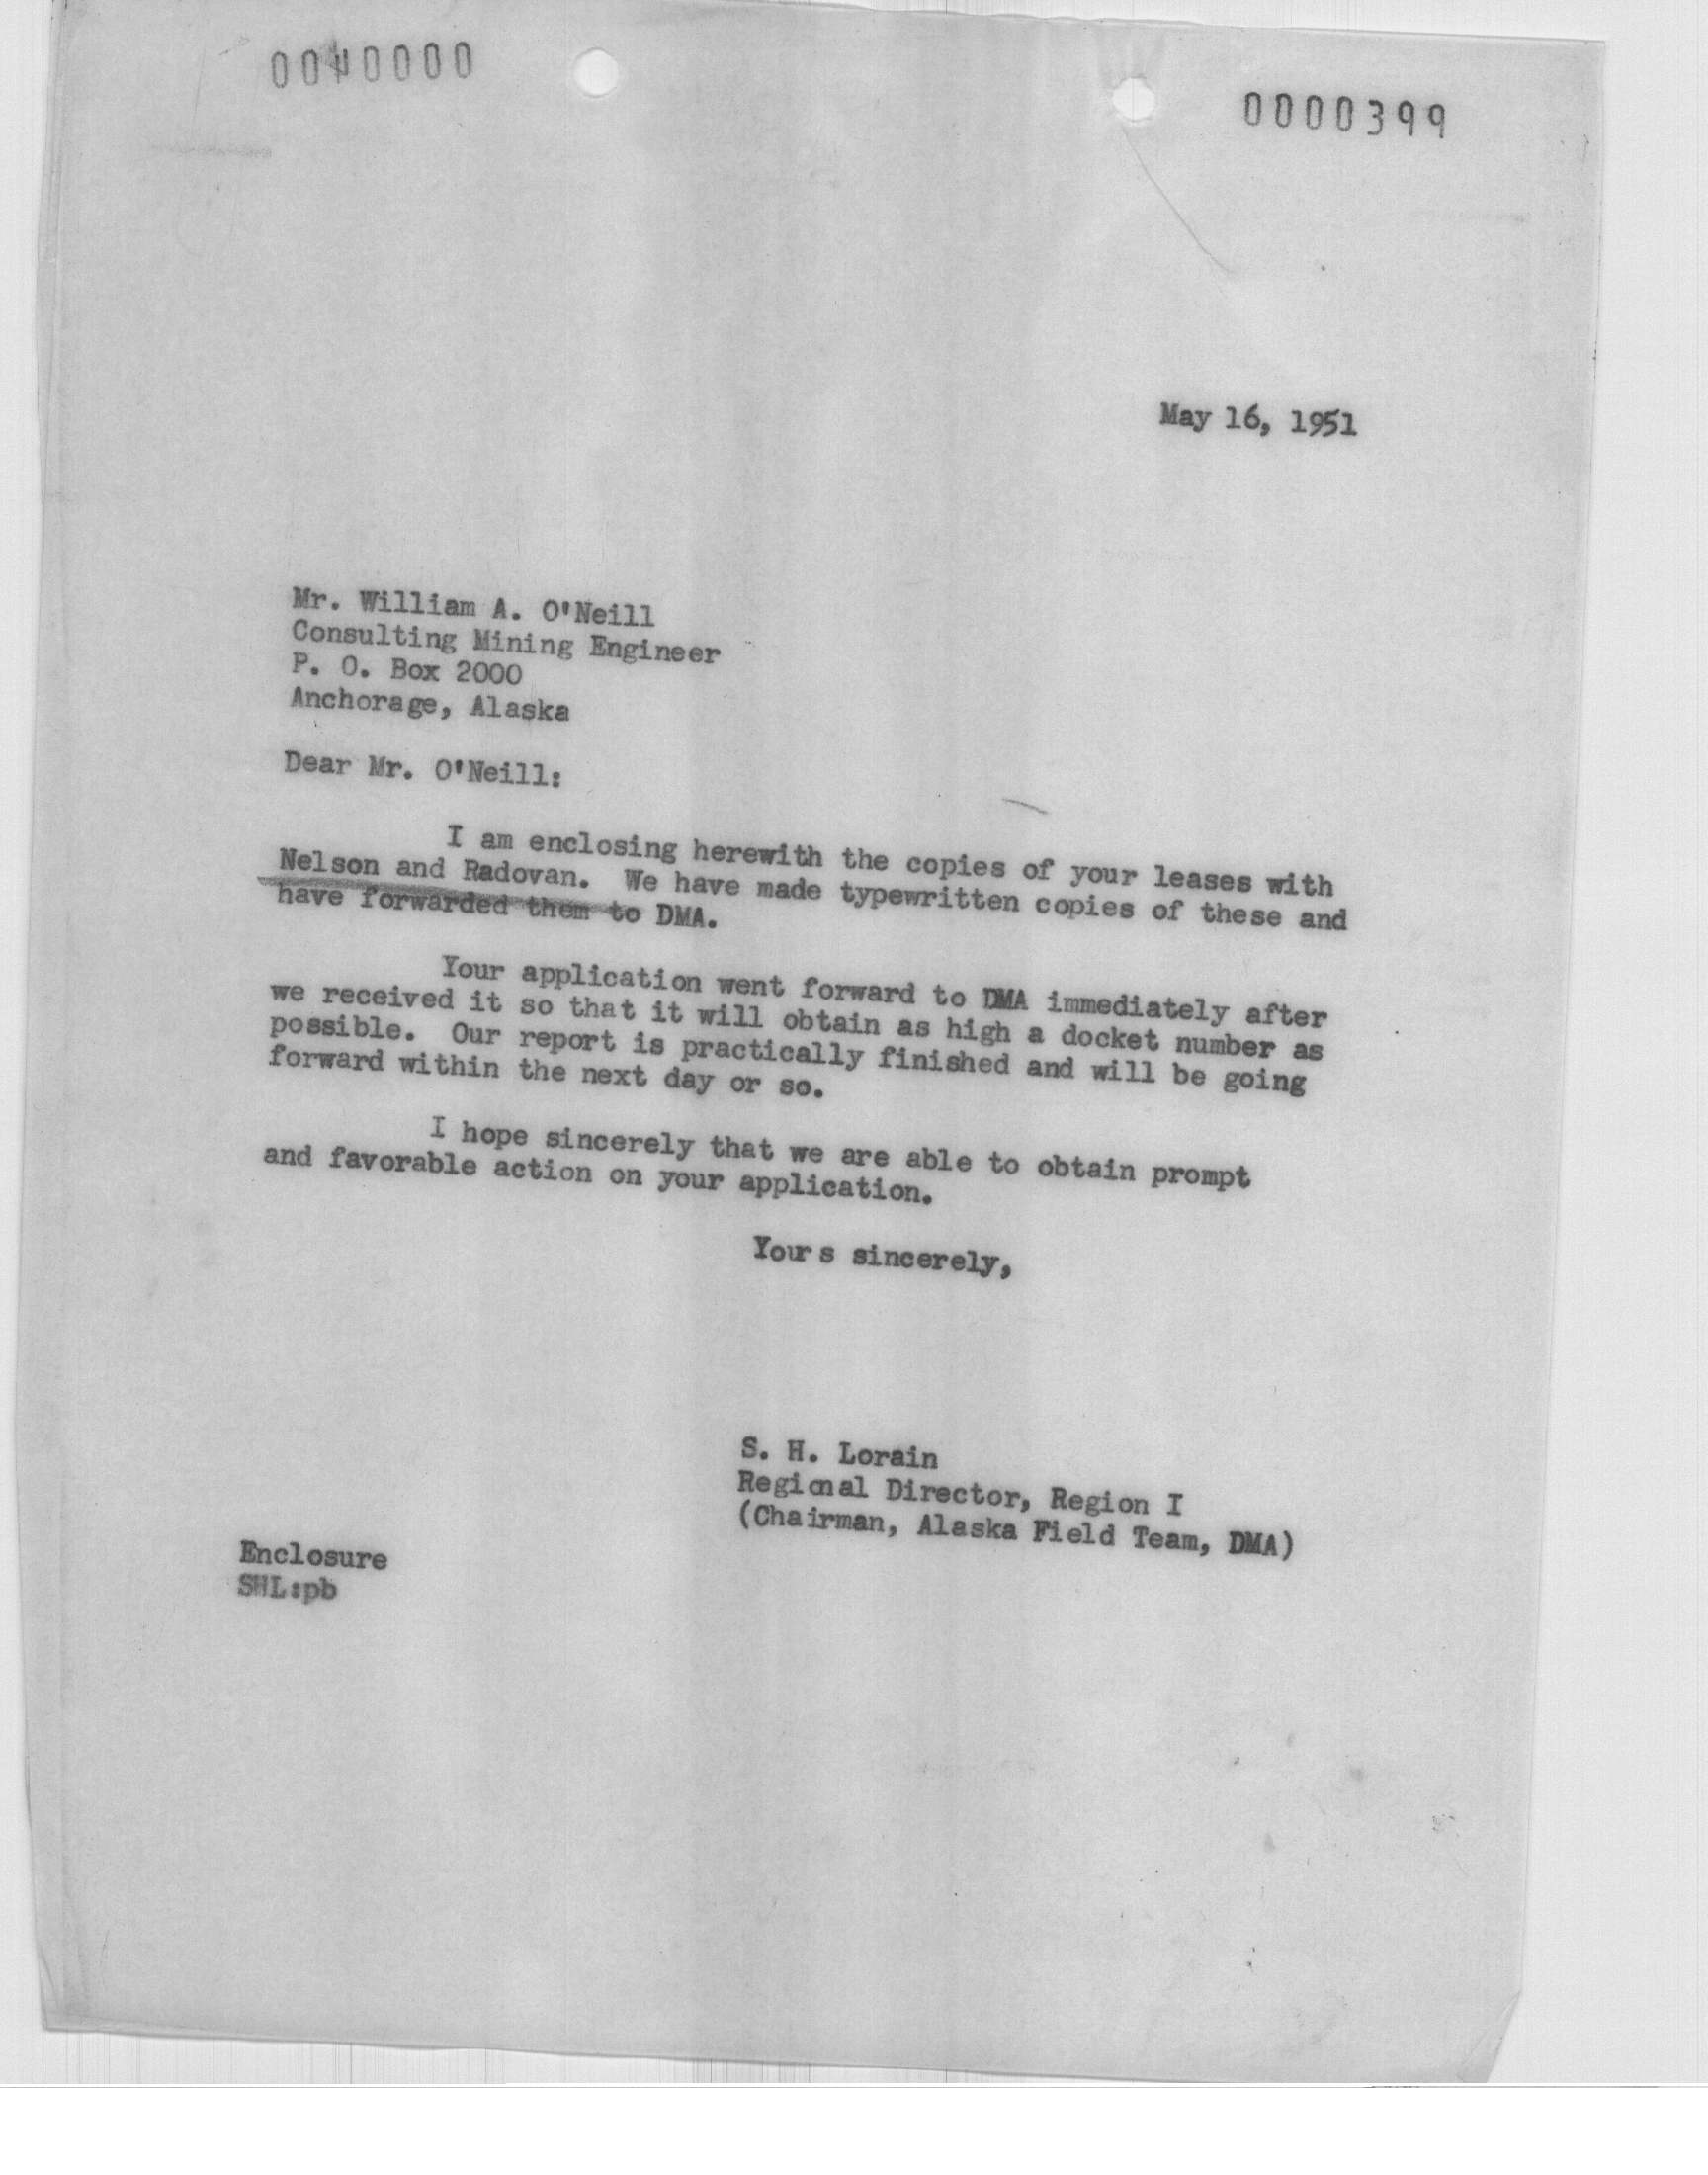 0040000
0000399
May 16, 1951
Mr. William A. O'Neill
Consulting Mining Engineer
P. O. Box 2000
Anchorage, Alaska
Dear Mr. O'Neill:
I am enclosing herewith the copies of your leases with
Nelson and Radovan. We have made typewritten copies of these and
have forwarded them to DMA.
Your application went forward to DMA immediately after
we received it so that it will obtain as high a docket number as
possible. Our report is practically finished and will be going
forward within the next day or so.
I hope sincerely that we are able to obtain prompt
and favorable action on your application.
Yours sincerely,
S. H. Lorain
Regional Director, Region I
(Chairman, Alaska Field Team, DMA)
Enclosure
SHL:pb